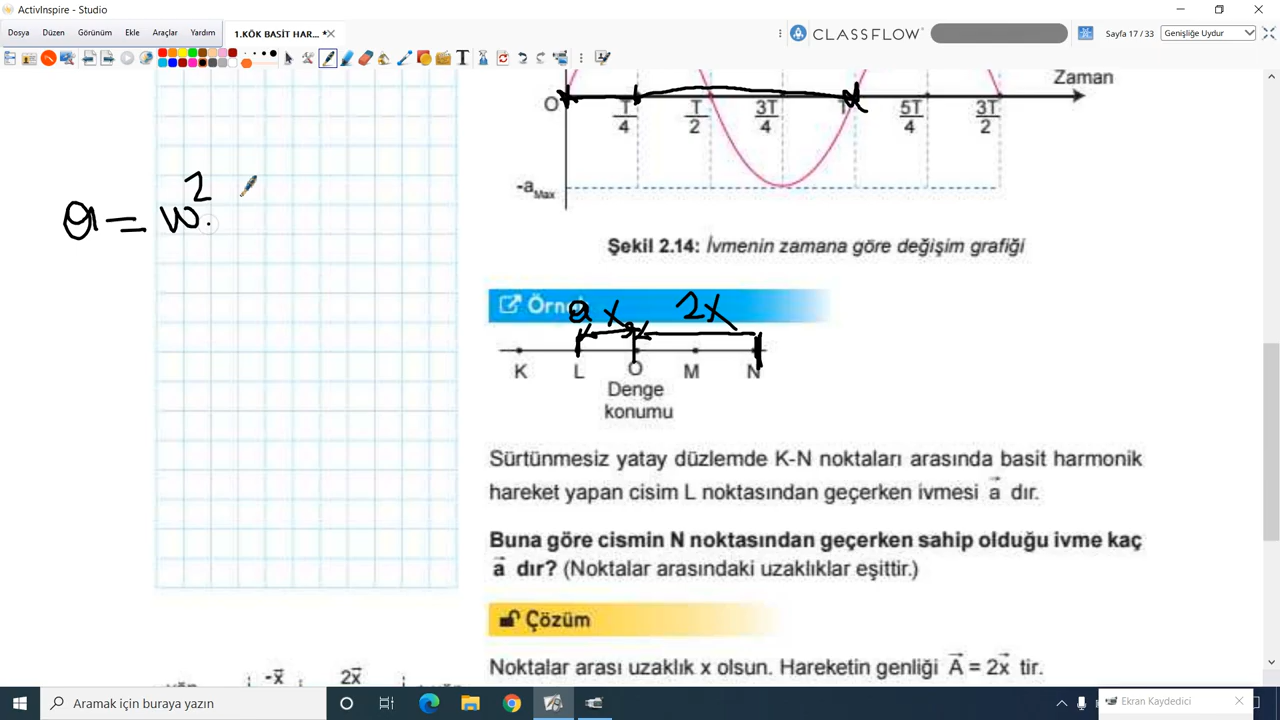 ActivInspire - Studio
Dosya Düzen Görünüm Ekle Araçlar Yardım
1.KÖK BASİT HAR... *
CLASSFLOW
Sayfa 17 / 33
Genişliğe Uydur
Zaman
O T/4 T/2 3T/4 T 5T/4 3T/2
-aMax
a = w².
Şekil 2.14: İvmenin zamana göre değişim grafiği
Örnek
a x 2x
K L O M N
Denge
konumu
Sürtünmesiz yatay düzlemde K-N noktaları arasında basit harmonik
hareket yapan cisim L noktasından geçerken ivmesi a⃗ dır.
Buna göre cismin N noktasından geçerken sahip olduğu ivme kaç
a⃗ dır? (Noktalar arasındaki uzaklıklar eşittir.)
Çözüm
Noktalar arası uzaklık x olsun. Hareketin genliği A⃗ = 2x⃗ tir.
-x⃗ 2x⃗
Aramak için buraya yazın
Ekran Kaydedici